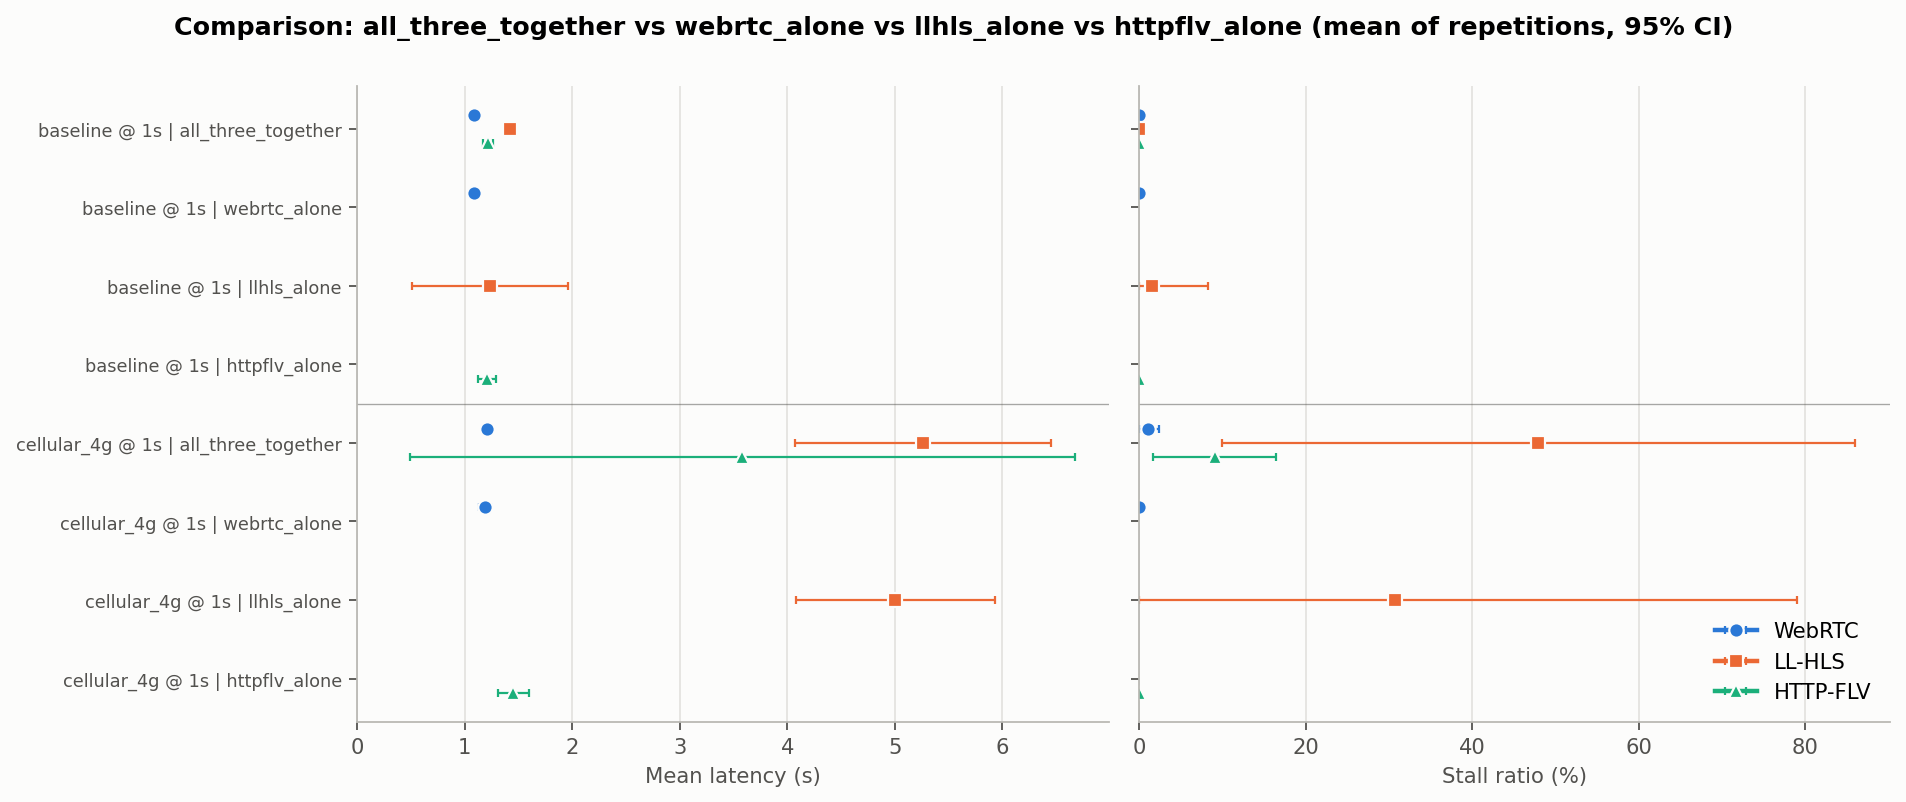 Comparison: all_three_together vs webrtc_alone vs llhls_alone vs httpflv_alone (mean of repetitions, 95% CI)
baseline @ 1s | all_three_together
baseline @ 1s | webrtc_alone
baseline @ 1s | llhls_alone
baseline @ 1s | httpflv_alone
cellular_4g @ 1s | all_three_together
cellular_4g @ 1s | webrtc_alone
cellular_4g @ 1s | llhls_alone
cellular_4g @ 1s | httpflv_alone
0 1 2 3 4 5 6
Mean latency (s)
WebRTC
LL-HLS
HTTP-FLV
0 20 40 60 80
Stall ratio (%)